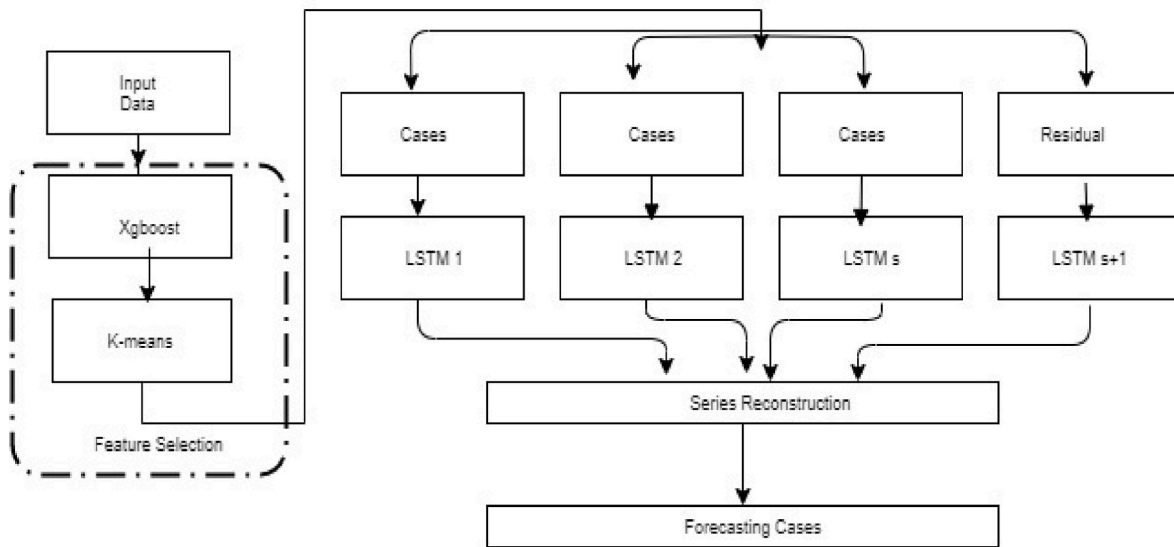 Input
Data
Xgboost
K-means
Feature Selection
Cases
Cases
Cases
Residual
LSTM 1
LSTM 2
LSTM s
LSTM s+1
Series Reconstruction
Forecasting Cases